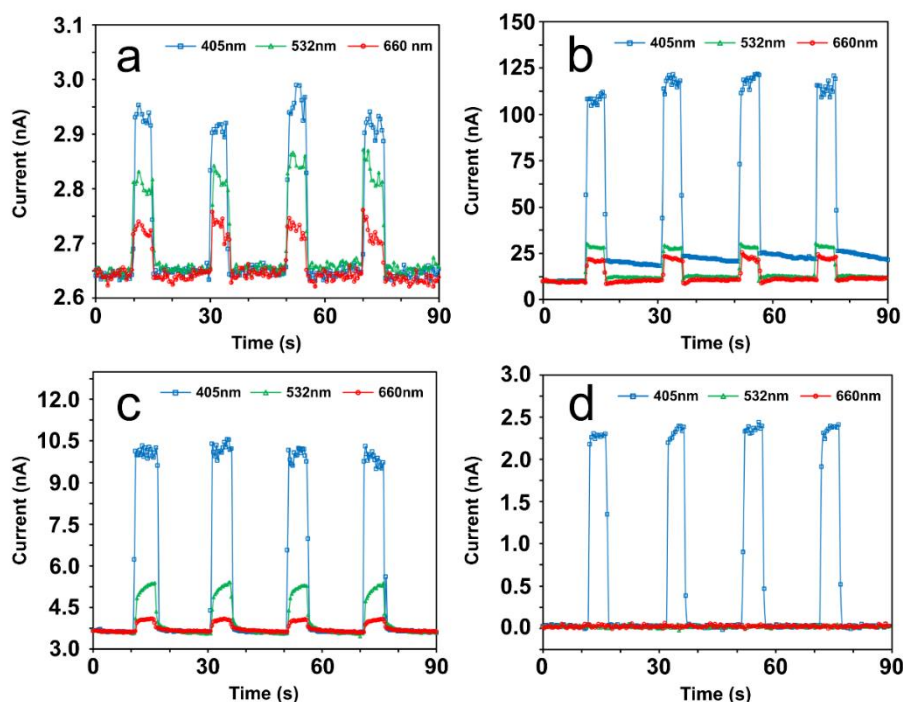 a
405nm 532nm 660 nm
Current (nA)
3.1
3.0
2.9
2.8
2.7
2.6
0 30 60 90
Time (s)
b
405nm 532nm 660nm
Current (nA)
150
125
100
75
50
25
0
0 30 60 90
Time (s)
c
405nm 532nm 660nm
Current (nA)
12.0
10.5
9.0
7.5
6.0
4.5
3.0
0 30 60 90
Time (s)
d
405nm 532nm 660nm
Current (nA)
3.0
2.5
2.0
1.5
1.0
0.5
0.0
0 30 60 90
Time (s)